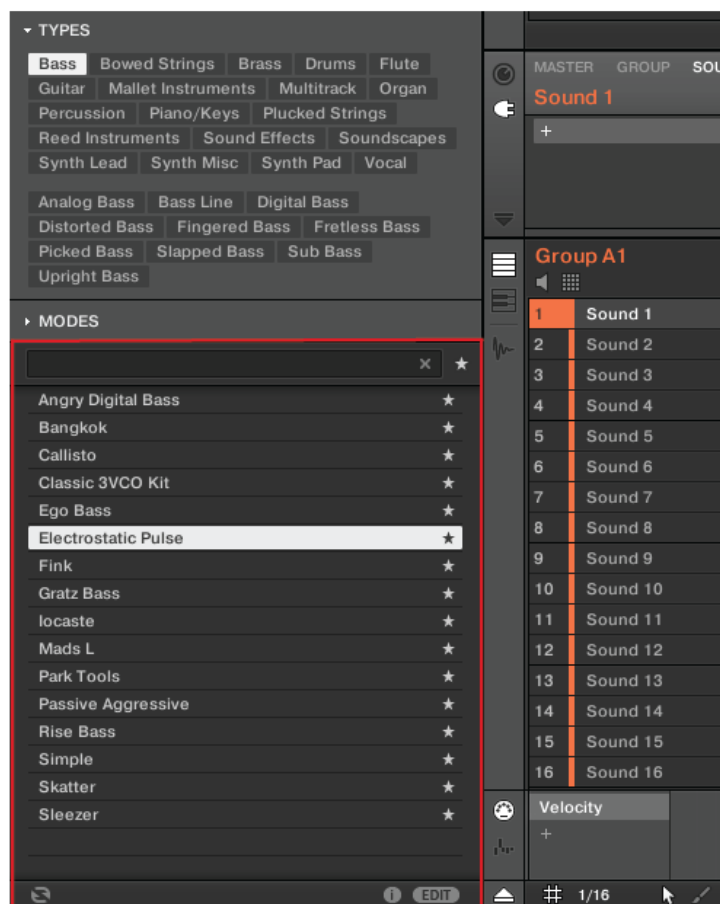 TYPES
Bass Bowed Strings Brass Drums Flute
Guitar Mallet Instruments Multitrack Organ
Percussion Piano/Keys Plucked Strings
Reed Instruments Sound Effects Soundscapes
Synth Lead Synth Misc Synth Pad Vocal
Analog Bass Bass Line Digital Bass
Distorted Bass Fingered Bass Fretless Bass
Picked Bass Slapped Bass Sub Bass
Upright Bass
MODES
Angry Digital Bass
Bangkok
Callisto
Classic 3VCO Kit
Ego Bass
Electrostatic Pulse
Fink
Gratz Bass
locaste
Mads L
Park Tools
Passive Aggressive
Rise Bass
Simple
Skatter
Sleezer
EDIT
MASTER GROUP SOU
Sound 1
+
Group A1
1 Sound 1
2 Sound 2
3 Sound 3
4 Sound 4
5 Sound 5
6 Sound 6
7 Sound 7
8 Sound 8
9 Sound 9
10 Sound 10
11 Sound 11
12 Sound 12
13 Sound 13
14 Sound 14
15 Sound 15
16 Sound 16
Velocity
+
1/16